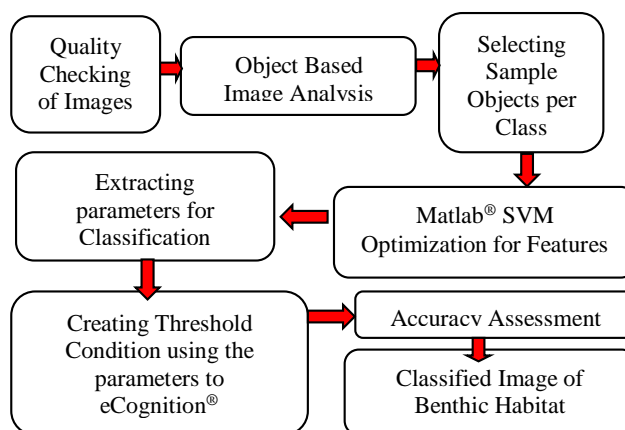 Quality
Checking
of Images
Object Based
Image Analysis
Selecting
Sample
Objects per
Class
Matlab® SVM
Optimization for Features
Extracting
parameters for
Classification
Creating Threshold
Condition using the
parameters to
eCognition®
Accuracy Assessment
Classified Image of
Benthic Habitat